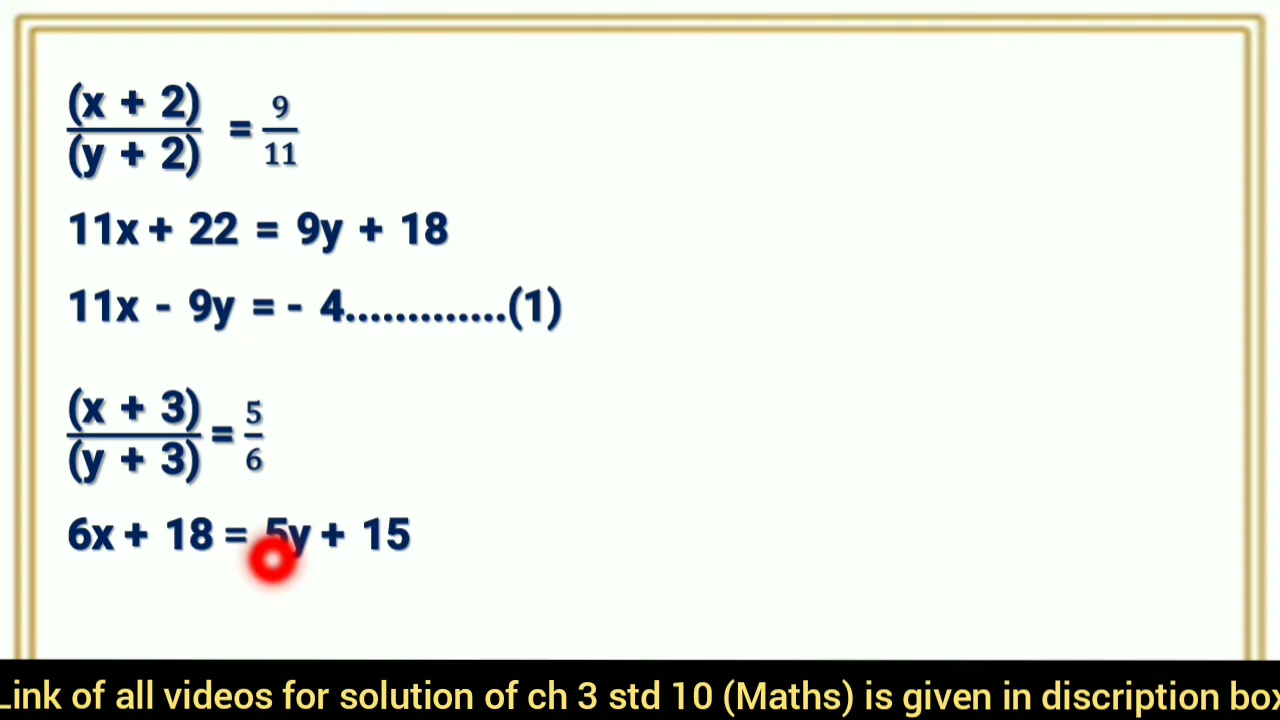 (x + 2)
(y + 2)
= 9/11
11x + 22 = 9y + 18
11x - 9y = - 4.............(1)
(x + 3)
(y + 3)
= 5/6
6x + 18 = 5y + 15
Link of all videos for solution of ch 3 std 10 (Maths) is given in discription box